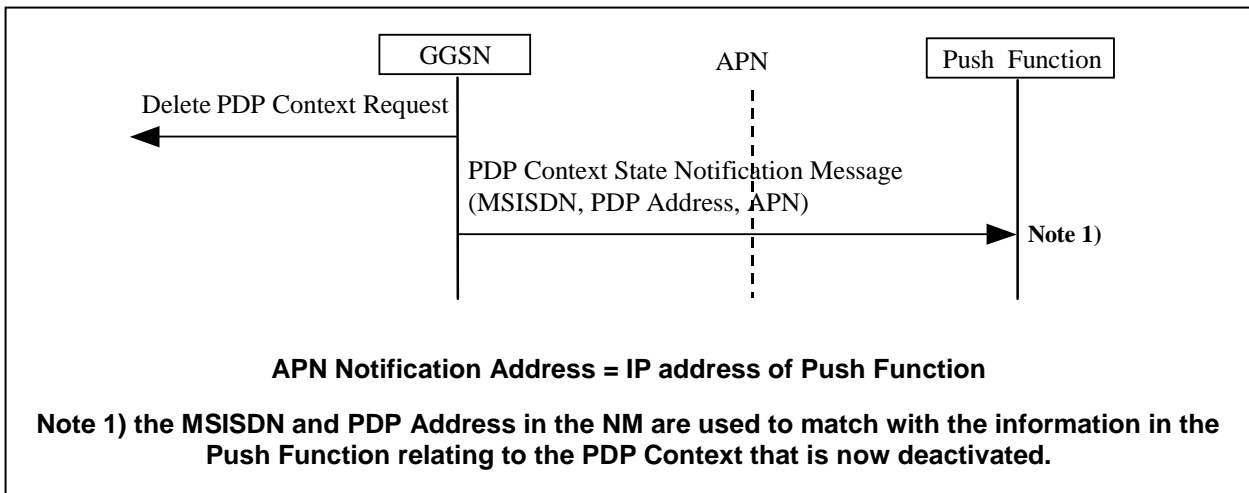 GGSN
APN
Push Function
Delete PDP Context Request
PDP Context State Notification Message
(MSISDN, PDP Address, APN)
Note 1)
APN Notification Address = IP address of Push Function
Note 1) the MSISDN and PDP Address in the NM are used to match with the information in the
Push Function relating to the PDP Context that is now deactivated.